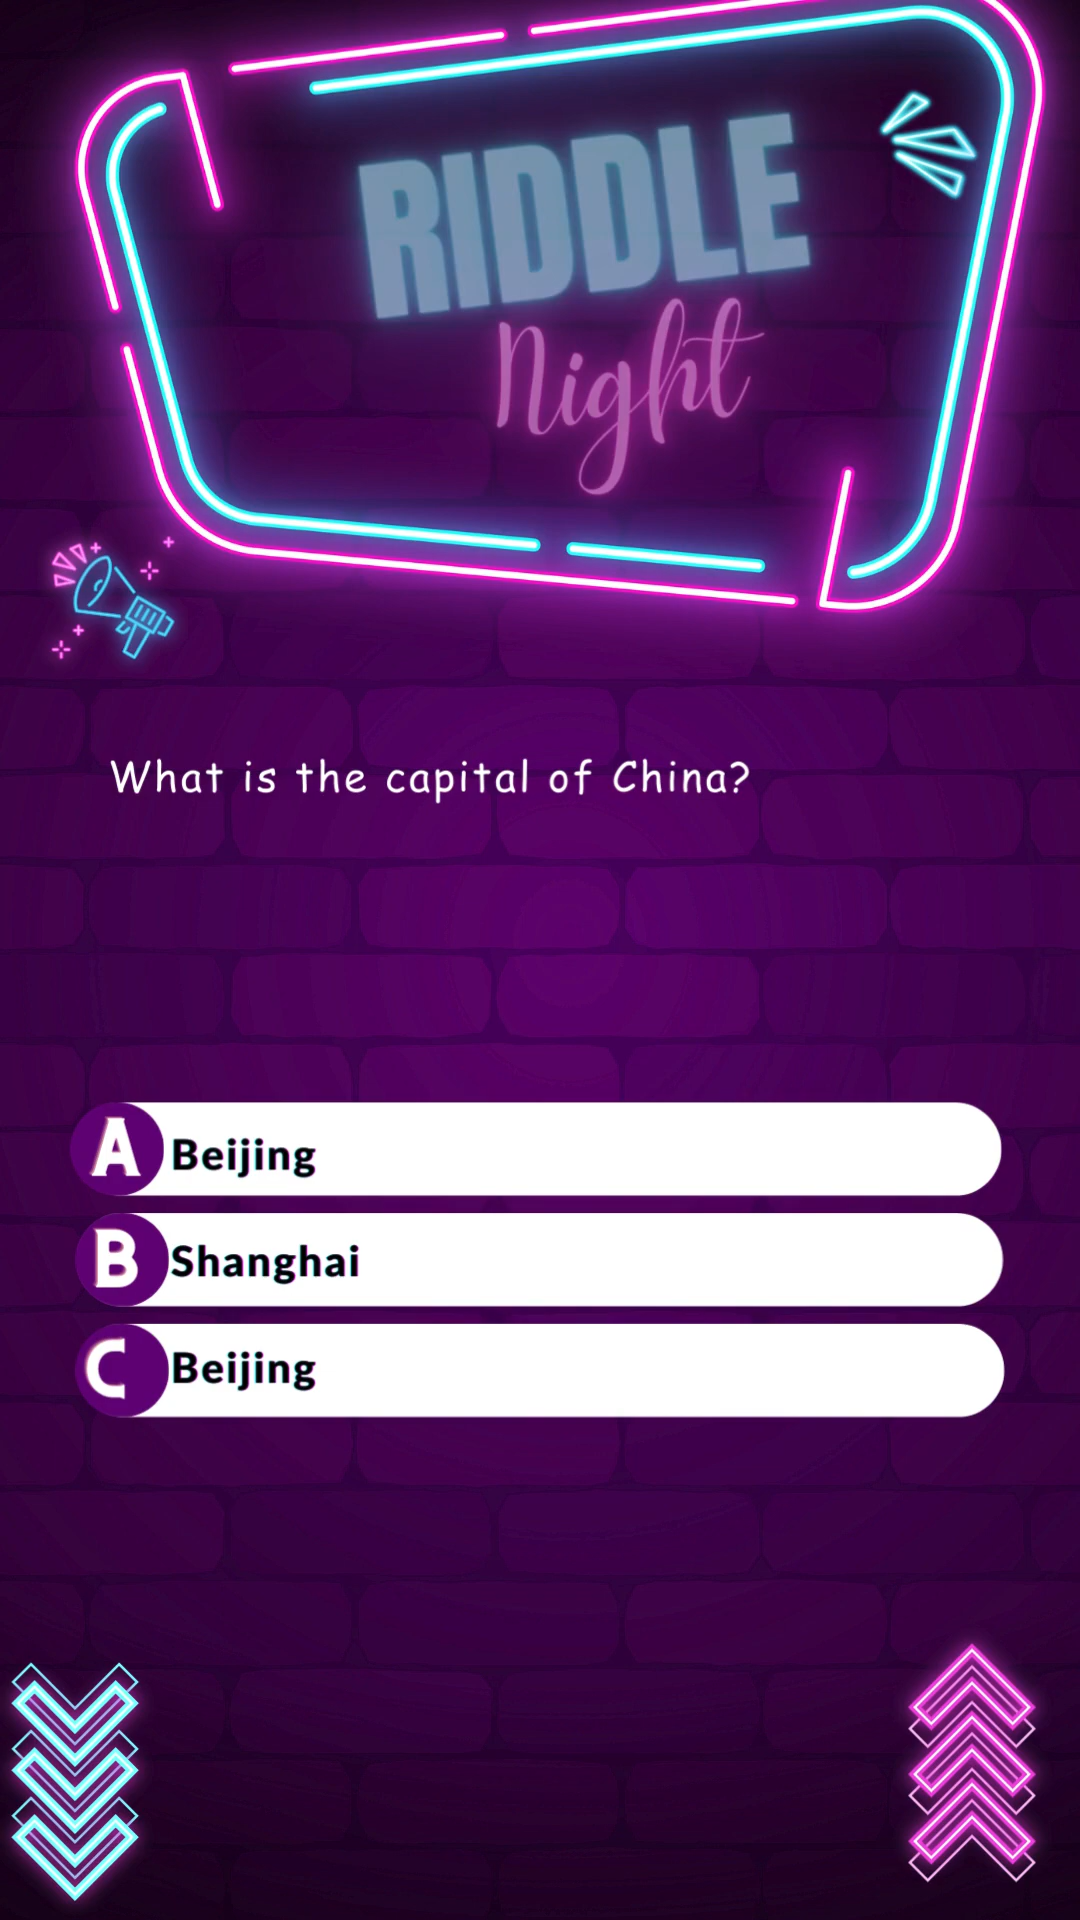 RIDDLE
Night
What is the capital of China?
A Beijing
B Shanghai
C Beijing